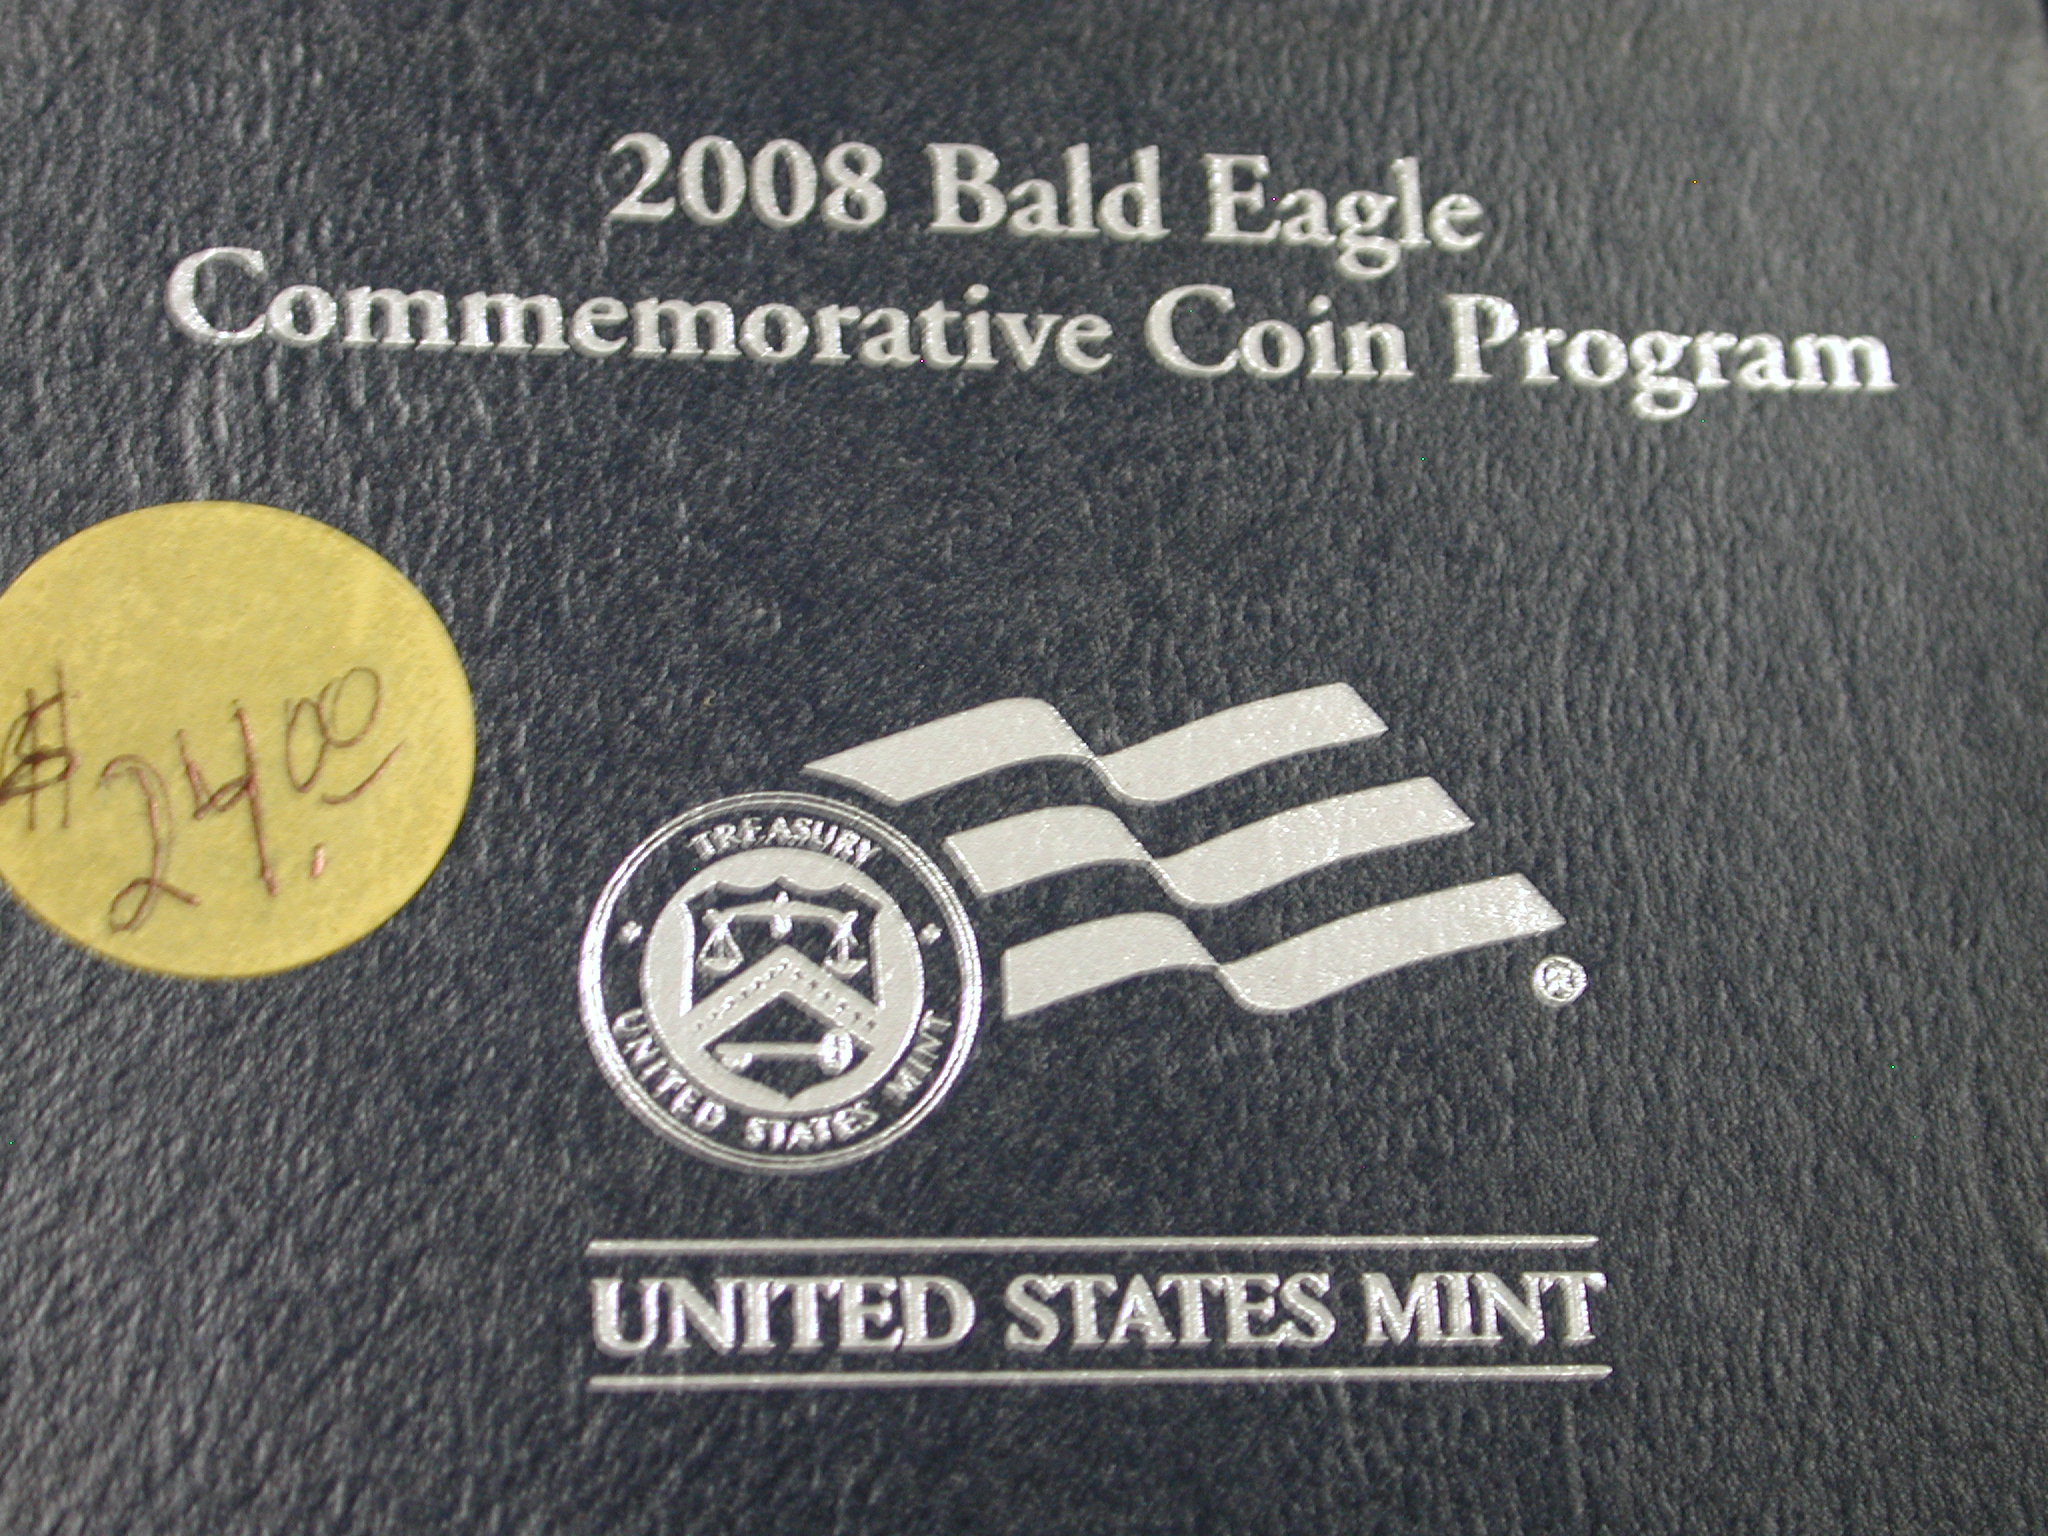 2008 Bald Eagle
Commemorative Coin Program
$24.00
TREASURY
UNITED STATES MINT
®
UNITED STATES MINT